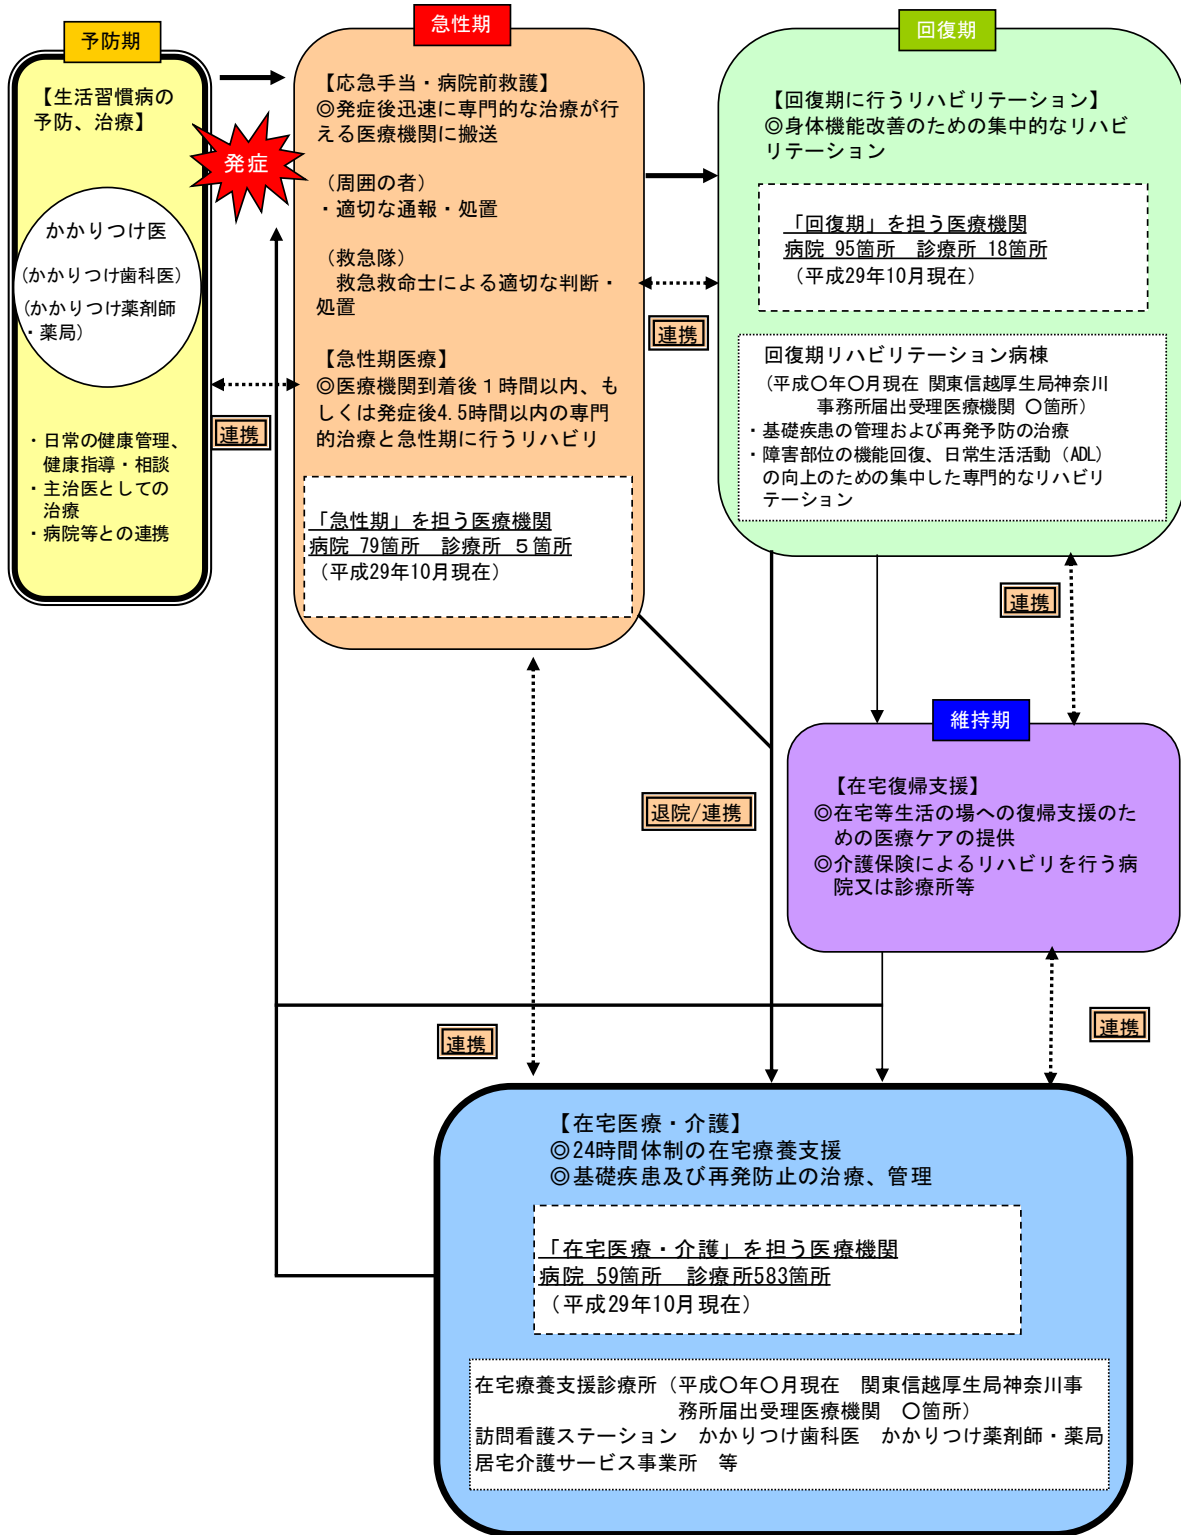 予防期
【生活習慣病の
予防、治療】
かかりつけ医
(かかりつけ歯科医)
(かかりつけ薬剤師
・薬局)
・日常の健康管理、
健康指導・相談
・主治医としての
治療
・病院等との連携
発症
連携
急性期
【応急手当・病院前救護】
◎発症後迅速に専門的な治療が行
える医療機関に搬送
（周囲の者）
・適切な通報・処置
（救急隊）
救急救命士による適切な判断・
処置
【急性期医療】
◎医療機関到着後１時間以内、も
しくは発症後4.5時間以内の専門
的治療と急性期に行うリハビリ
「急性期」を担う医療機関
病院 79箇所　診療所 ５箇所
（平成29年10月現在）
連携
回復期
【回復期に行うリハビリテーション】
◎身体機能改善のための集中的なリハビ
リテーション
「回復期」を担う医療機関
病院 95箇所　診療所 18箇所
（平成29年10月現在）
回復期リハビリテーション病棟
（平成〇年〇月現在 関東信越厚生局神奈川
事務所届出受理医療機関 〇箇所）
・基礎疾患の管理および再発予防の治療
・障害部位の機能回復、日常生活活動（ADL）
の向上のための集中した専門的なリハビリ
テーション
連携
維持期
【在宅復帰支援】
◎在宅等生活の場への復帰支援のた
めの医療ケアの提供
◎介護保険によるリハビリを行う病
院又は診療所等
退院/連携
連携
連携
【在宅医療・介護】
◎24時間体制の在宅療養支援
◎基礎疾患及び再発防止の治療、管理
「在宅医療・介護」を担う医療機関
病院 59箇所　診療所583箇所
（平成29年10月現在）
在宅療養支援診療所（平成〇年〇月現在　関東信越厚生局神奈川事
務所届出受理医療機関　〇箇所）
訪問看護ステーション　かかりつけ歯科医　かかりつけ薬剤師・薬局
居宅介護サービス事業所　等